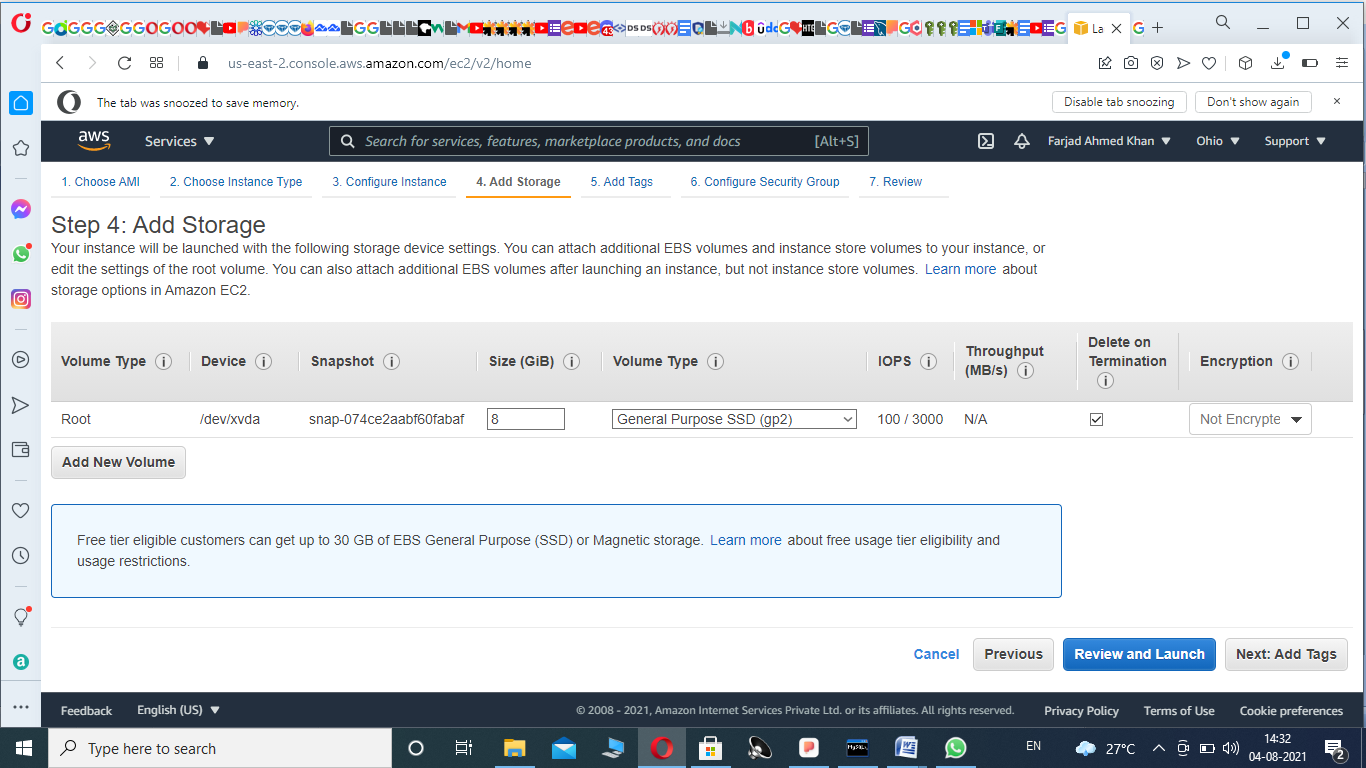 La
us-east-2.console.aws.amazon.com/ec2/v2/home
The tab was snoozed to save memory.
Disable tab snoozing
Don't show again
aws
Services
Search for services, features, marketplace products, and docs
[Alt+S]
Farjad Ahmed Khan
Ohio
Support
1. Choose AMI
2. Choose Instance Type
3. Configure Instance
4. Add Storage
5. Add Tags
6. Configure Security Group
7. Review
Step 4: Add Storage
Your instance will be launched with the following storage device settings. You can attach additional EBS volumes and instance store volumes to your instance, or
edit the settings of the root volume. You can also attach additional EBS volumes after launching an instance, but not instance store volumes. Learn more about
storage options in Amazon EC2.
Volume Type
Device
Snapshot
Size (GiB)
Volume Type
IOPS
Throughput
(MB/s)
Delete on
Termination
Encryption
Root
/dev/xvda
snap-074ce2aabf60fabaf
8
General Purpose SSD (gp2)
100 / 3000
N/A
Not Encrypte
Add New Volume
Free tier eligible customers can get up to 30 GB of EBS General Purpose (SSD) or Magnetic storage. Learn more about free usage tier eligibility and
usage restrictions.
Cancel
Previous
Review and Launch
Next: Add Tags
Feedback
English (US)
© 2008 - 2021, Amazon Internet Services Private Ltd. or its affiliates. All rights reserved.
Privacy Policy
Terms of Use
Cookie preferences
Type here to search
EN
27°C
14:32
04-08-2021
2